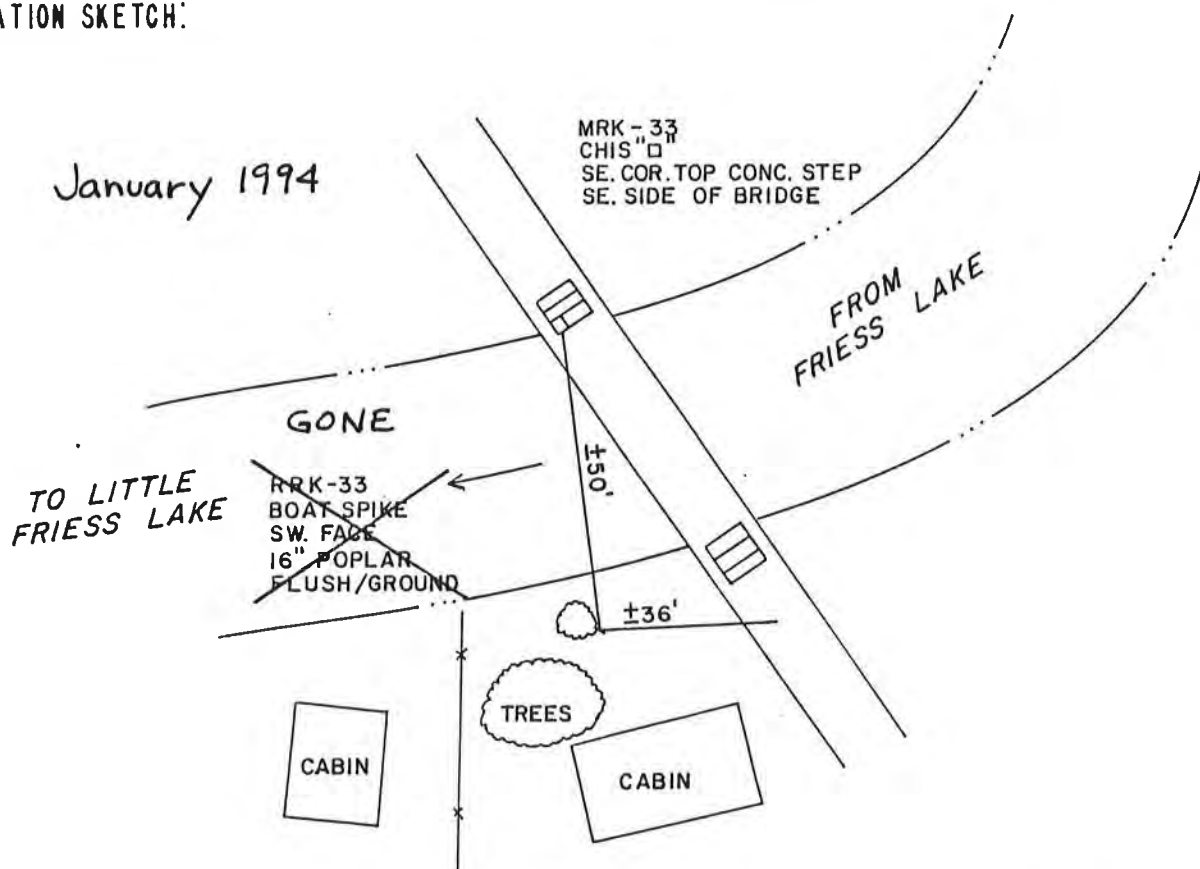 ATION SKETCH:
January 1994
MRK-33
CHIS "□"
SE. COR. TOP CONC. STEP
SE. SIDE OF BRIDGE
FROM
FRIESS LAKE
GONE
±50'
TO LITTLE
FRIESS LAKE
RRK-33
BOAT SPIKE
SW. FACE
16" POPLAR
FLUSH/GROUND
±36'
TREES
CABIN
CABIN